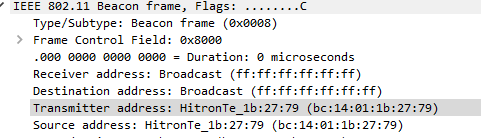 IEEE 802.11 Beacon frame, Flags: ........C
Type/Subtype: Beacon frame (0x0008)
Frame Control Field: 0x8000
.000 0000 0000 0000 = Duration: 0 microseconds
Receiver address: Broadcast (ff:ff:ff:ff:ff:ff)
Destination address: Broadcast (ff:ff:ff:ff:ff:ff)
Transmitter address: HitronTe_1b:27:79 (bc:14:01:1b:27:79)
Source address: HitronTe_1b:27:79 (bc:14:01:1b:27:79)